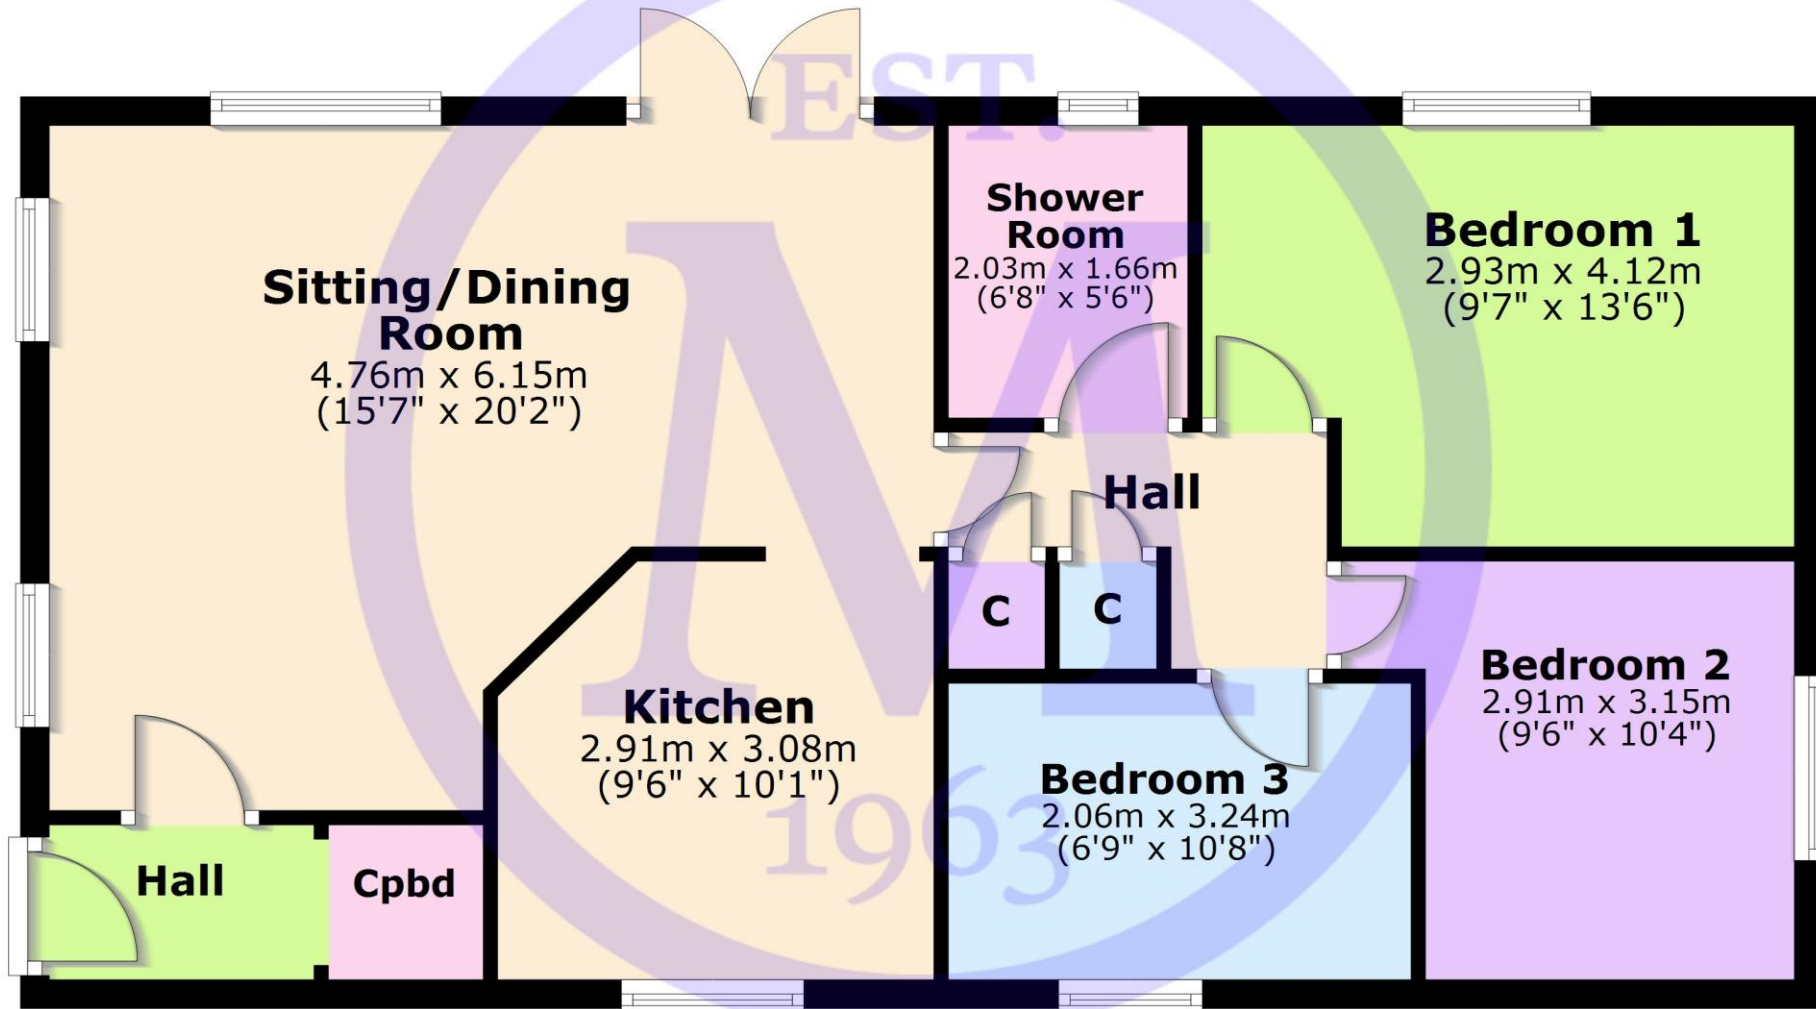 EST.
Shower
Room
2.03m x 1.66m
(6'8" x 5'6")
Bedroom 1
2.93m x 4.12m
(9'7" x 13'6")
Sitting/Dining
Room
4.76m x 6.15m
(15'7" x 20'2")
M
Hall
C
C
Kitchen
2.91m x 3.08m
(9'6" x 10'1")
Bedroom 2
2.91m x 3.15m
(9'6" x 10'4")
Bedroom 3
2.06m x 3.24m
(6'9" x 10'8")
1963
Hall
Cpbd